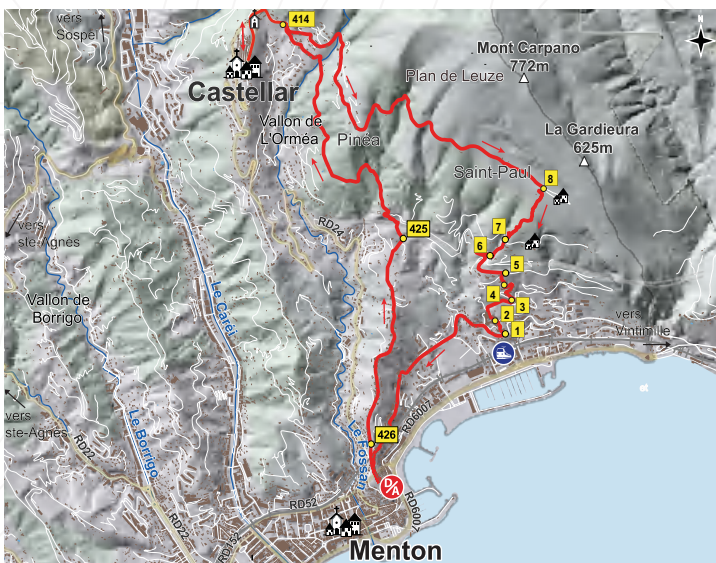 vers
Sospel
414
N
Mont Carpano
772m
Plan de Leuze
Castellar
Vallon de
L'Orméa
Pinéa
La Gardieura
625m
Saint-Paul
8
vers
ste-Agnès
RD24
425
7
6
5
Vallon de
Borrigo
Le Careï
4
3
2
1
vers
Vintimille
vers
ste-Agnès
RD22
Le Borrigo
RD6007
426
Le Fossan
D/A
RD52
RD6007
RD22
Menton